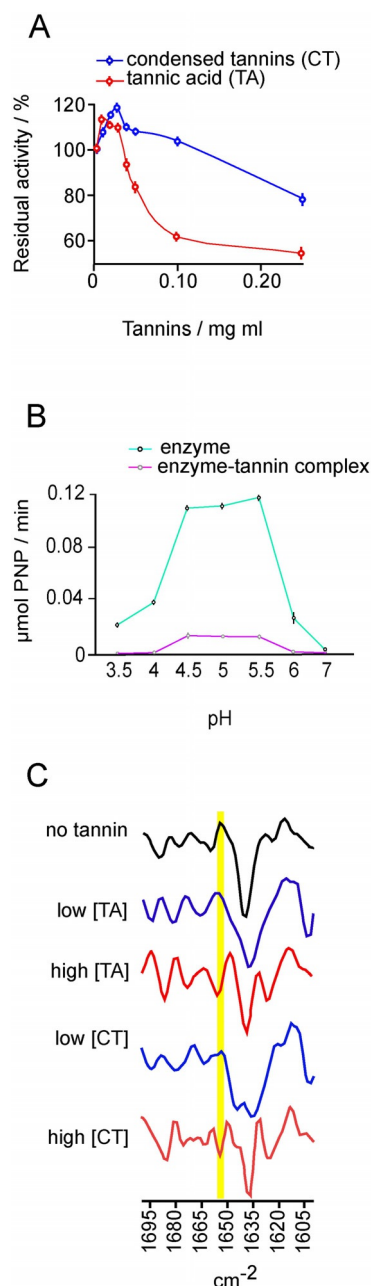 A
condensed tannins (CT)
tannic acid (TA)
Residual activity / %
120
100
80
60
0 0.10 0.20
Tannins / mg ml
B
enzyme
enzyme-tannin complex
µmol PNP / min
0.12
0.08
0.04
0
3.5 4 4.5 5 5.5 6 7
pH
C
no tannin
low [TA]
high [TA]
low [CT]
high [CT]
1695 1680 1665 1650 1635 1620 1605
cm-2